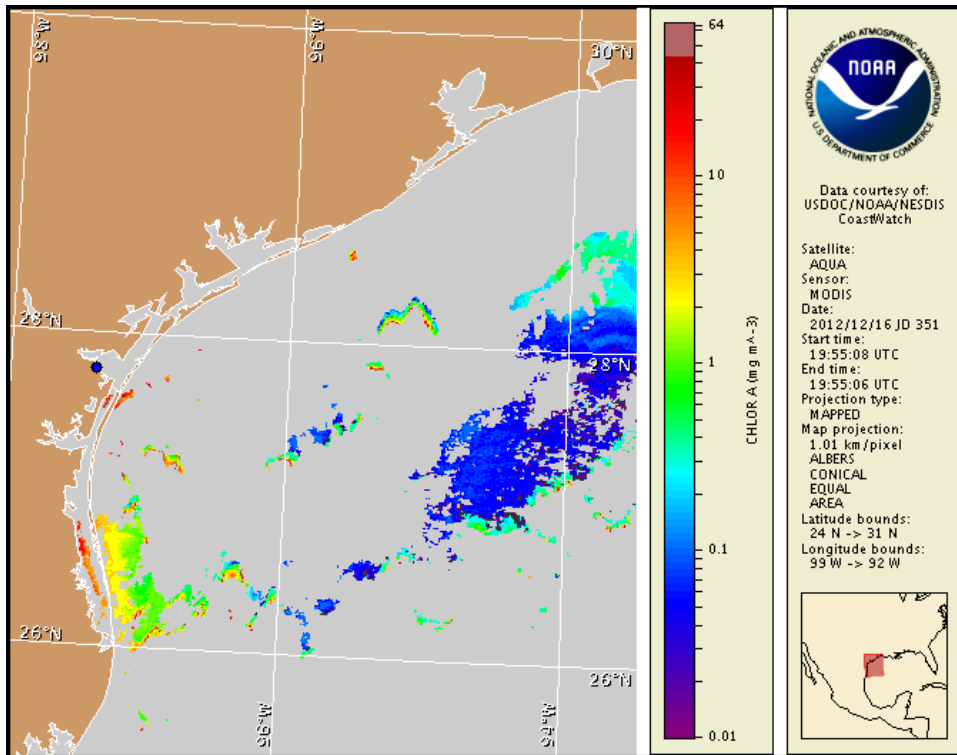 98°W
96°W
30°N
28°N
28°N
26°N
26°N
96°W
94°W
64
10
1
0.1
0.01
CHLOR A (mg m^-3)
NATIONAL OCEANIC AND ATMOSPHERIC ADMINISTRATION
NOAA
U.S. DEPARTMENT OF COMMERCE
Data courtesy of:
USDOC/NOAA/NESDIS
CoastWatch
Satellite:
AQUA
Sensor:
MODIS
Date:
2012/12/16 JD 351
Start time:
19:55:08 UTC
End time:
19:55:06 UTC
Projection type:
MAPPED
Map projection:
1.01 km/pixel
ALBERS
CONICAL
EQUAL
AREA
Latitude bounds:
24 N -> 31 N
Longitude bounds:
99 W -> 92 W